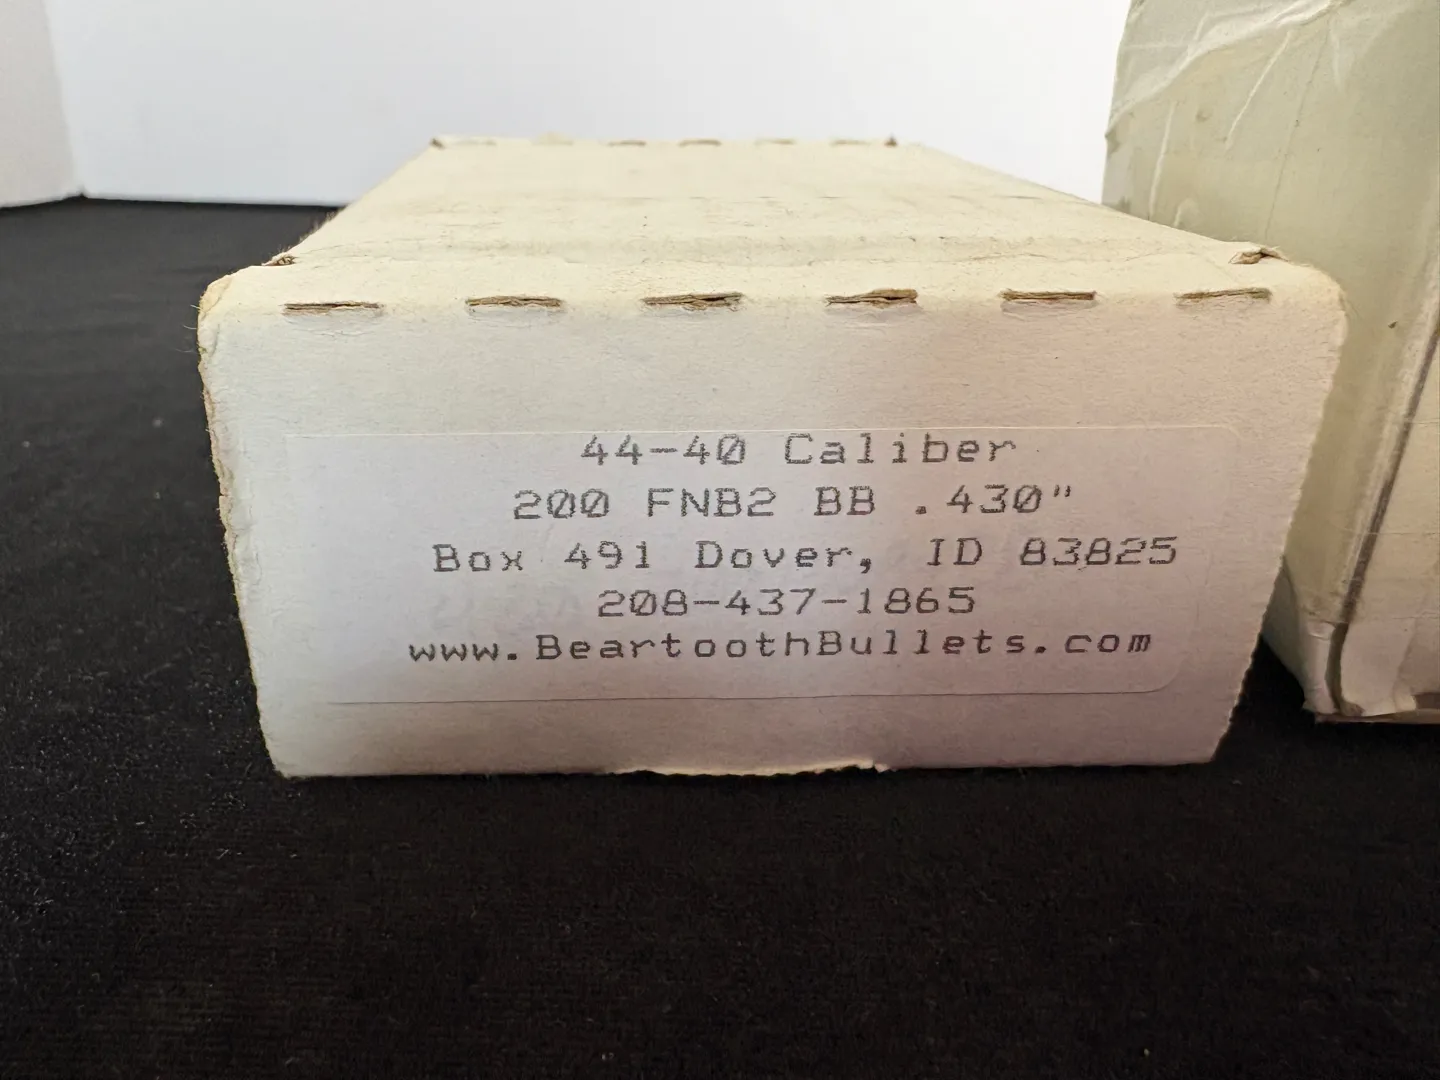 44-40 Caliber
200 FNB2 BB .430"
Box 491 Dover, ID 83825
208-437-1865
www.BeartoothBullets.com